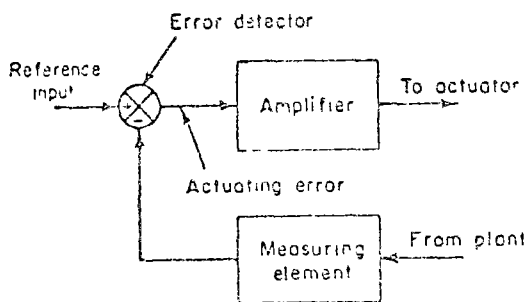 Error detector
Reference
input
+
−
Amplifier
To actuator
Actuating error
Measuring
element
From plant